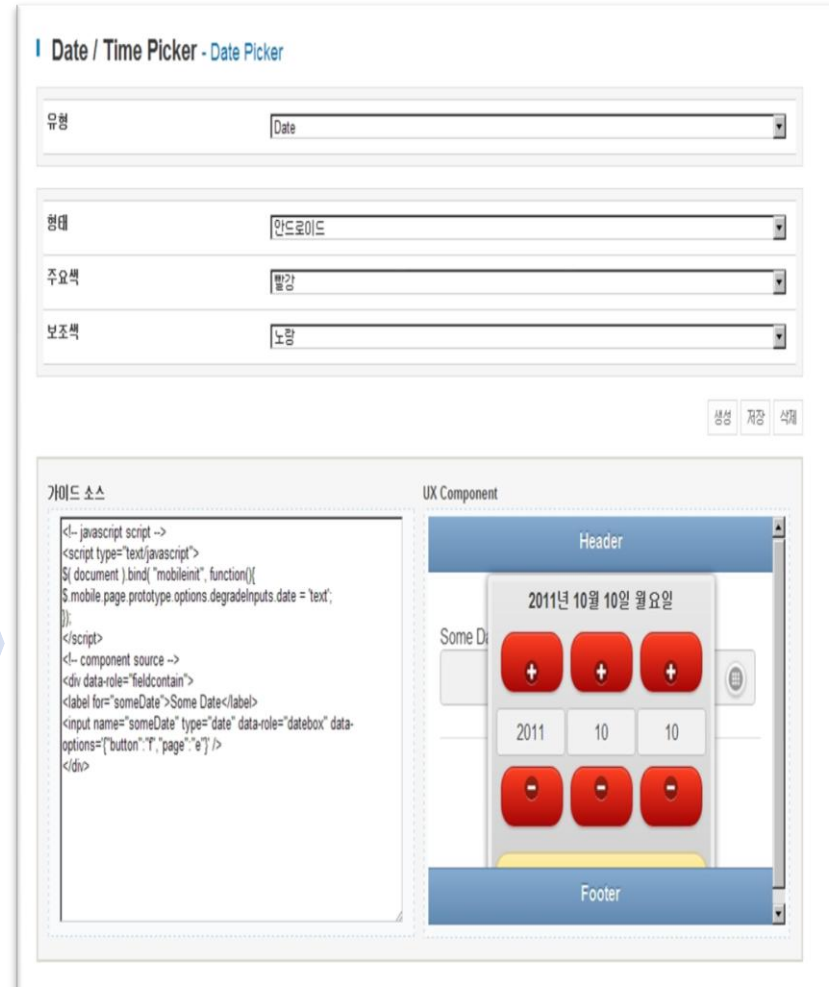 Date / Time Picker - Date Picker
유형
Date
형태
안드로이드
주요색
빨강
보조색
노랑
생성 저장 삭제
가이드 소스
<!-- javascript script -->
<script type="text/javascript">
$( document ).bind( "mobileinit", function(){
$.mobile.page.prototype.options.degradeInputs.date = 'text';
});
</script>
<!-- component source -->
<div data-role="fieldcontain">
<label for="someDate">Some Date</label>
<input name="someDate" type="date" data-role="datebox" data-
options='{"button":"f","page":"e"}' />
</div>
UX Component
Header
2011년 10월 10일 월요일
Some Da
2011 10 10
Footer